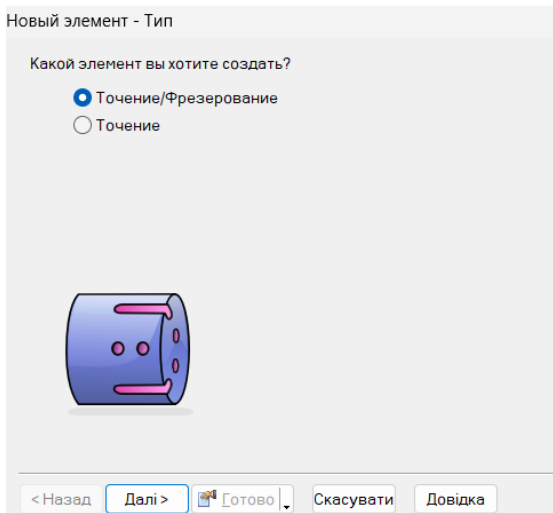 Новый элемент - Тип
Какой элемент вы хотите создать?
Точение/Фрезерование
Точение
< Назад Далі > Готово Скасувати Довідка